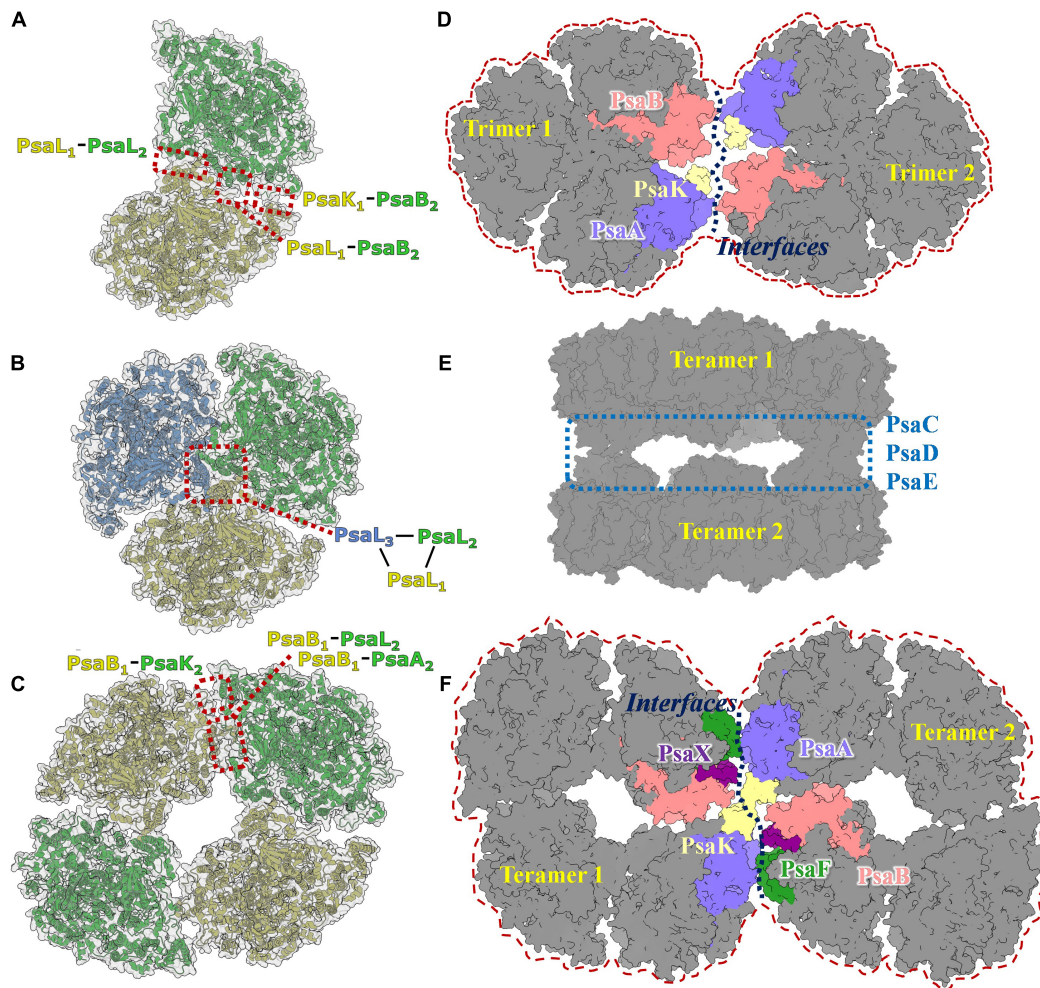 A
PsaL₁-PsaL₂
PsaK₁-PsaB₂
PsaL₁-PsaB₂
D
PsaB
Trimer 1
Trimer 2
PsaK
PsaA
Interfaces
B
PsaL₃
PsaL₂
PsaL₁
E
Teramer 1
PsaC
PsaD
PsaE
Teramer 2
C
PsaB₁-PsaL₂
PsaB₁-PsaK₂
PsaB₁-PsaA₂
F
Interfaces
Teramer 2
PsaX
PsaA
PsaK
PsaF
PsaB
Teramer 1